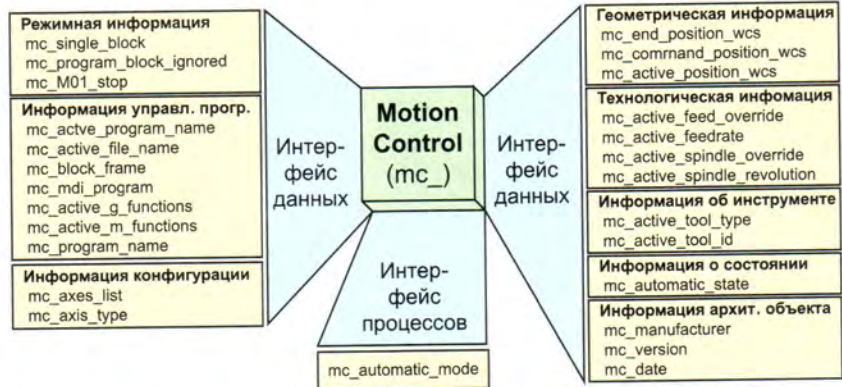 Режимная информация
mc_single_block
mc_program_block_ignored
mc_M01_stop
Информация управл. прогр.
mc_actve_program_name
mc_active_file_name
mc_block_frame
mc_mdi_program
mc_active_g_functions
mc_active_m_functions
mc_program_name
Информация конфигурации
mc_axes_list
mc_axis_type
Интер-
фейс
данных
Motion
Control
(mc_)
Интер-
фейс
процессов
mc_automatic_mode
Интер-
фейс
данных
Геометрическая информация
mc_end_position_wcs
mc_comrnand_position_wcs
mc_active_position_wcs
Технологическая инфомация
mc_active_feed_override
mc_active_feedrate
mc_active_spindle_override
mc_active_spindle_revolution
Информация об инструменте
mc_active_tool_type
mc_active_tool_id
Информация о состоянии
mc_automatic_state
Информация архит. объекта
mc_manufacturer
mc_version
mc_date